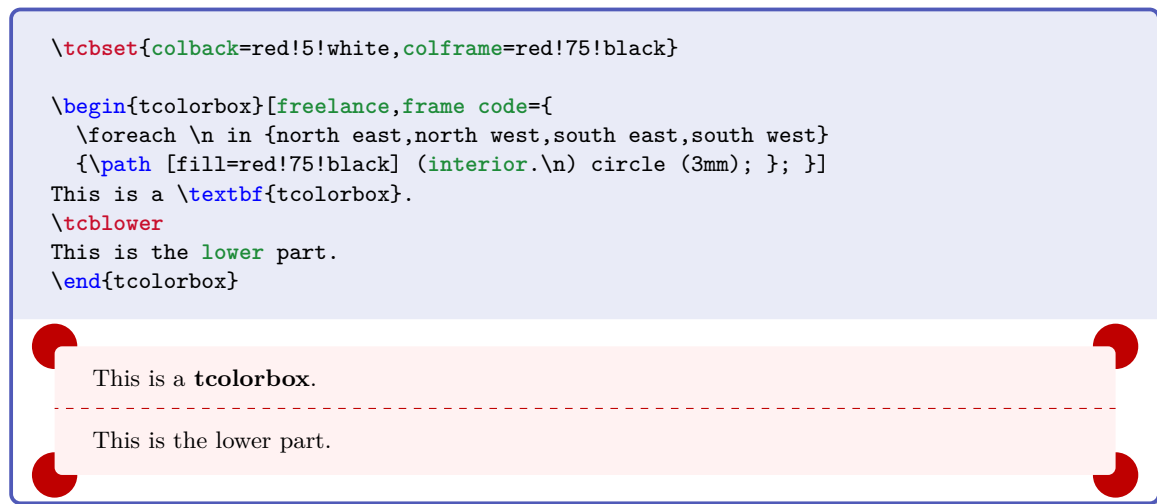 \tcbset{colback=red!5!white,colframe=red!75!black}

\begin{tcolorbox}[freelance,frame code={
  \foreach \n in {north east,north west,south east,south west}
  {\path [fill=red!75!black] (interior.\n) circle (3mm); }; }]
This is a \textbf{tcolorbox}.
\tcblower
This is the lower part.
\end{tcolorbox}
This is a tcolorbox.
This is the lower part.